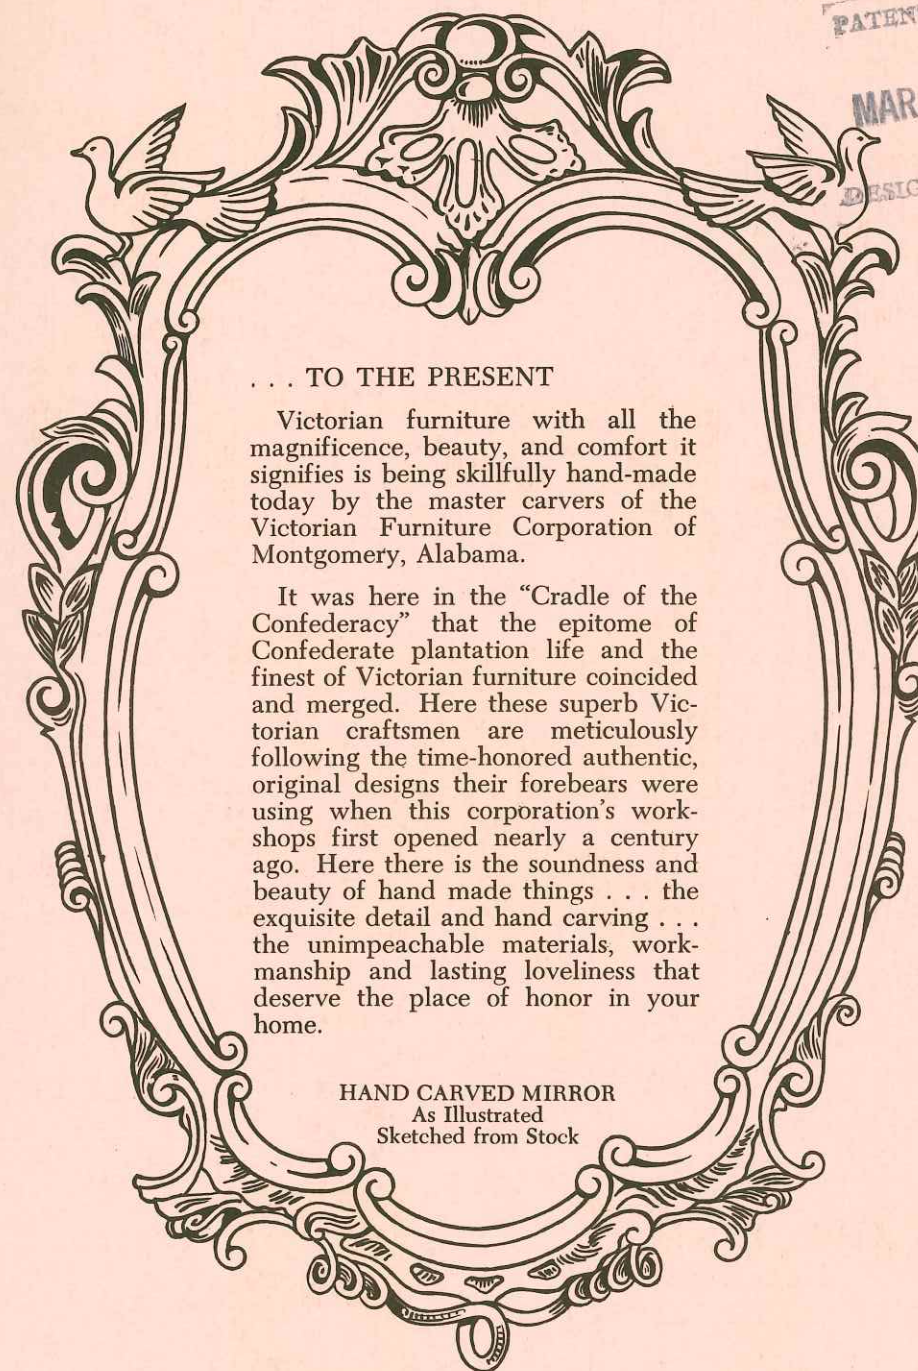 MAR
. . . TO THE PRESENT
Victorian furniture with all the
magnificence, beauty, and comfort it
signifies is being skillfully hand-made
today by the master carvers of the
Victorian Furniture Corporation of
Montgomery, Alabama.
It was here in the “Cradle of the
Confederacy” that the epitome of
Confederate plantation life and the
finest of Victorian furniture coincided
and merged. Here these superb Vic-
torian craftsmen are meticulously
following the time-honored authentic,
original designs their forebears were
using when this corporation’s work-
shops first opened nearly a century
ago. Here there is the soundness and
beauty of hand made things . . . the
exquisite detail and hand carving . . .
the unimpeachable materials, work-
manship and lasting loveliness that
deserve the place of honor in your
home.
HAND CARVED MIRROR
As Illustrated
Sketched from Stock